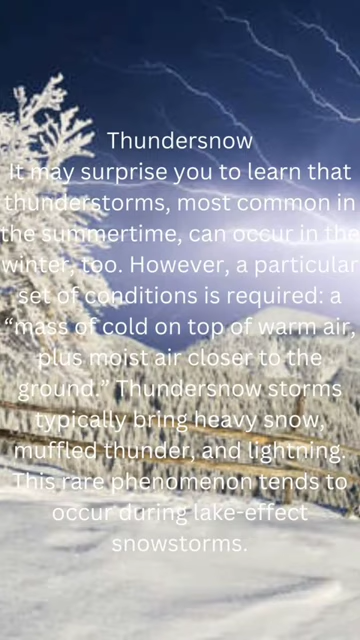 Thundersnow
It may surprise you to learn that
thunderstorms, most common in
the summertime, can occur in the
winter, too. However, a particular
set of conditions is required: a
“mass of cold on top of warm air,
plus moist air closer to the
ground.” Thundersnow storms
typically bring heavy snow,
muffled thunder, and lightning.
This rare phenomenon tends to
occur during lake-effect
snowstorms.